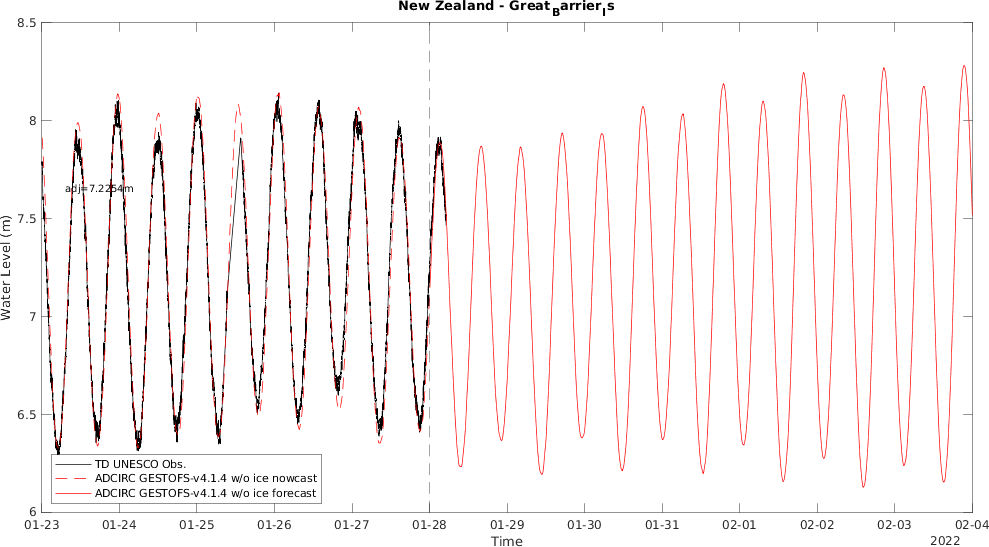 New Zealand - GreatBarrierIs
8.5
8
7.5
7
6.5
6
Water Level (m)
adj=7.2254m
TD UNESCO Obs.
ADCIRC GESTOFS-v4.1.4 w/o ice nowcast
ADCIRC GESTOFS-v4.1.4 w/o ice forecast
01-23 01-24 01-25 01-26 01-27 01-28 01-29 01-30 01-31 02-01 02-02 02-03 02-04
Time
2022